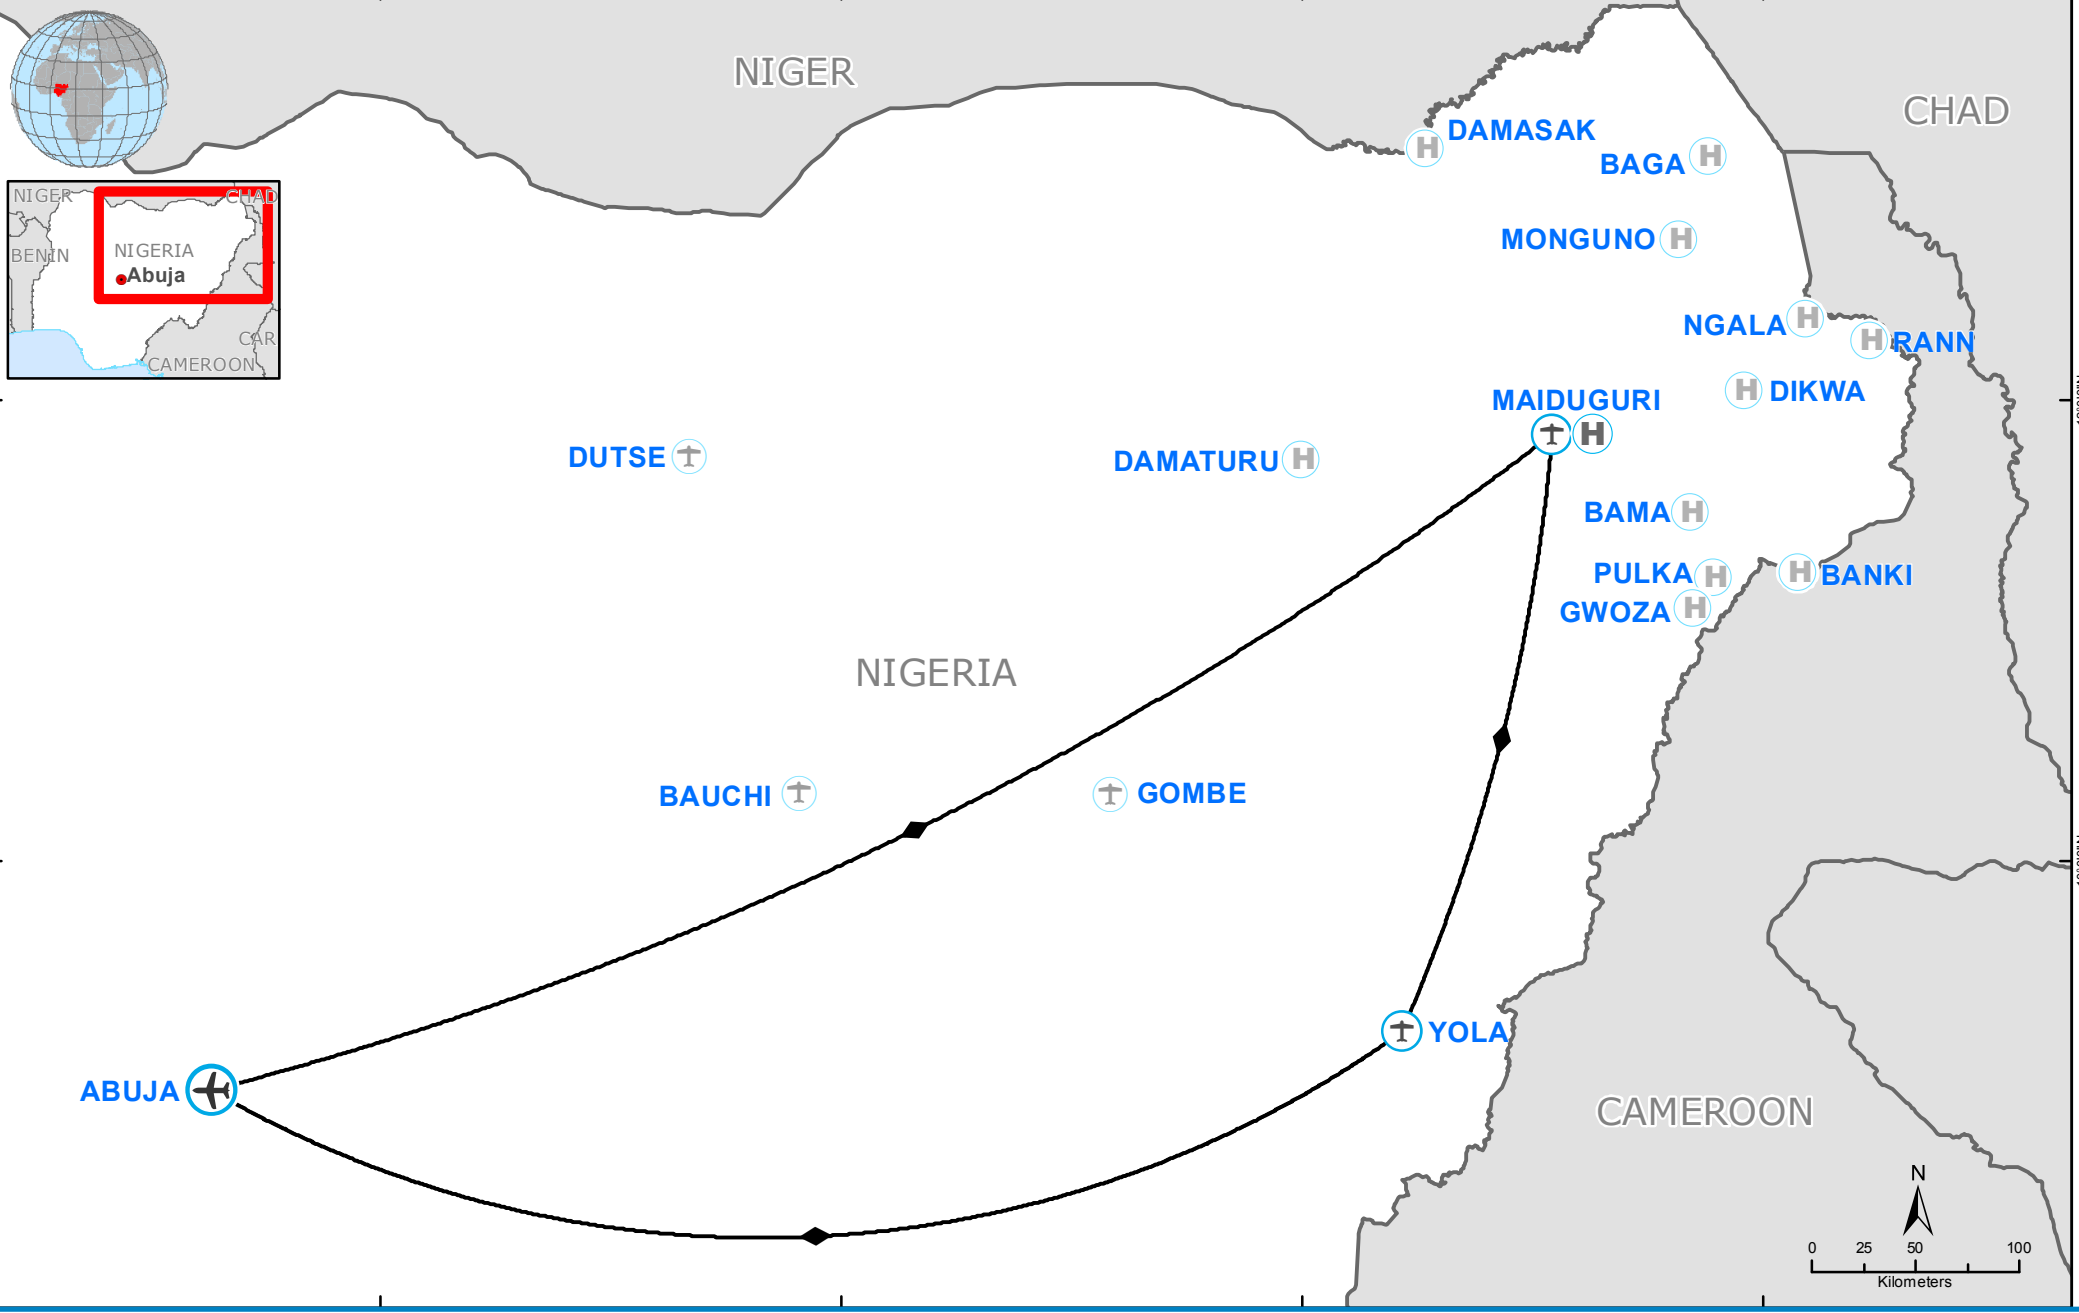 NIGER
CHAD
DAMASAK
H
BAGA
H
NIGER
CHAD
MONGUNO
H
BENIN
NIGERIA
Abuja
NGALA
H
H
RANN
CAR
CAMEROON
H
DIKWA
MAIDUGURI
H
DUTSE
DAMATURU
H
BAMA
H
PULKA
H
H
BANKI
GWOZA
H
NIGERIA
BAUCHI
GOMBE
YOLA
ABUJA
CAMEROON
N
0 25 50 100
Kilometers